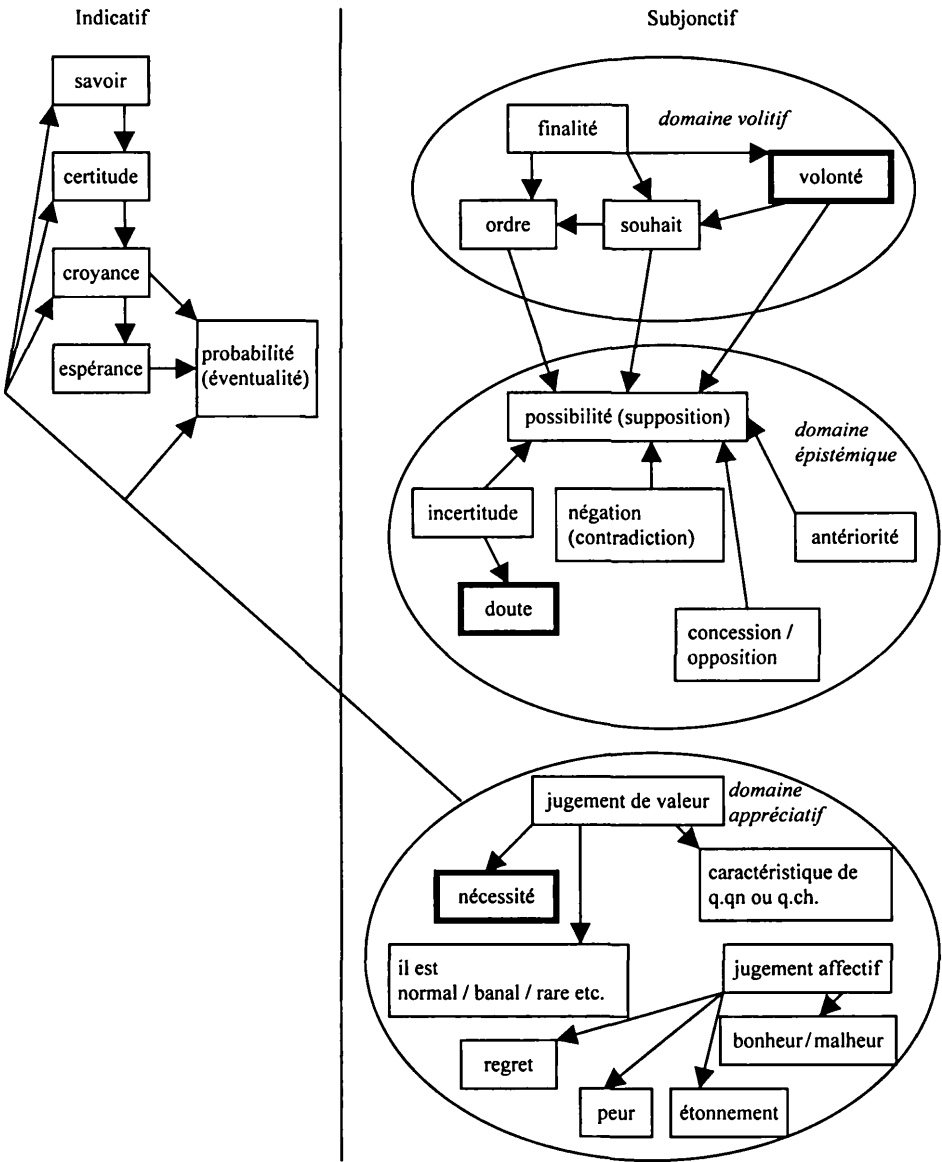 Indicatif
Subjonctif
savoir
certitude
croyance
espérance
probabilité
(éventualité)
finalité
domaine volitif
volonté
ordre
souhait
possibilité (supposition)
domaine
épistémique
incertitude
négation
(contradiction)
antériorité
doute
concession /
opposition
jugement de valeur
domaine
appréciatif
nécessité
caractéristique de
q.qn ou q.ch.
il est
normal / banal / rare etc.
jugement affectif
bonheur / malheur
regret
peur
étonnement